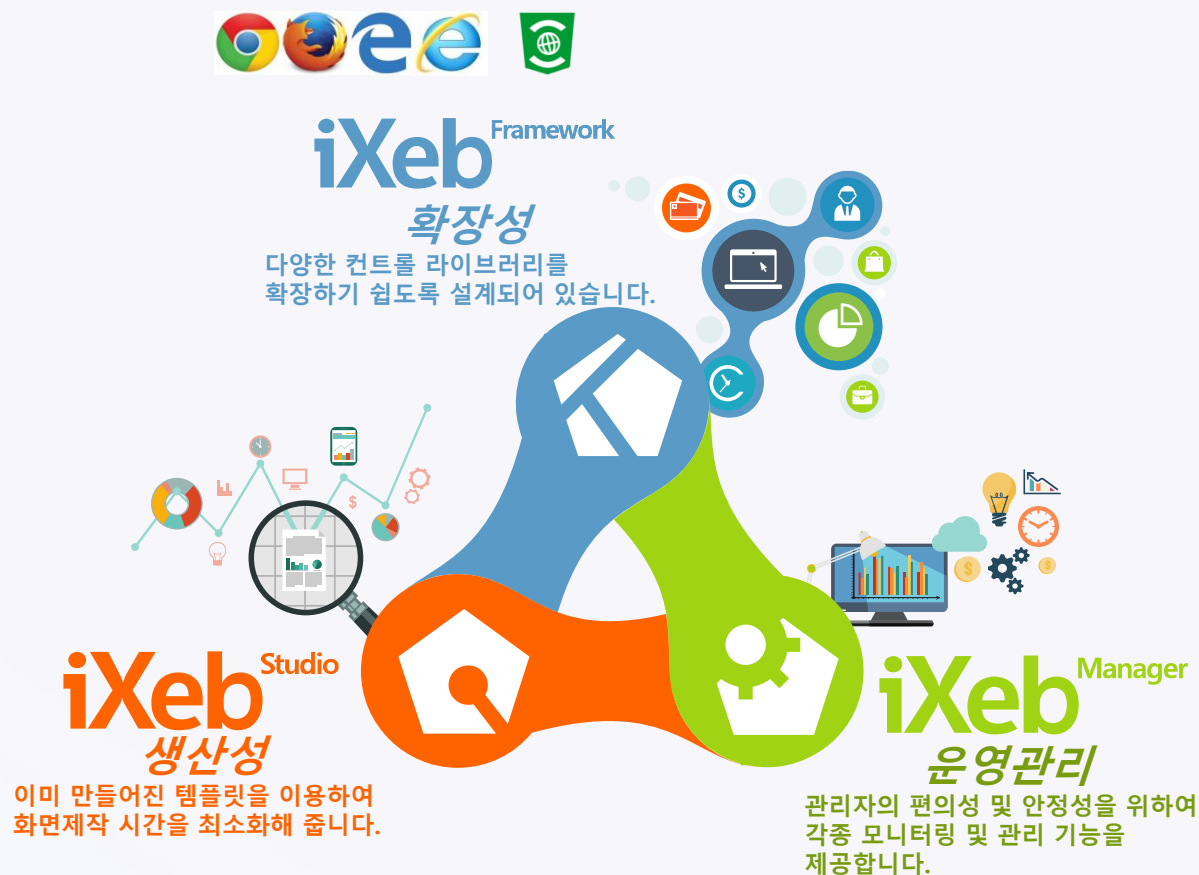 iXeb Framework
확장성
다양한 컨트롤 라이브러리를
확장하기 쉽도록 설계되어 있습니다.
iXeb Studio
생산성
이미 만들어진 템플릿을 이용하여
화면제작 시간을 최소화해 줍니다.
iXeb Manager
운영관리
관리자의 편의성 및 안정성을 위하여
각종 모니터링 및 관리 기능을
제공합니다.